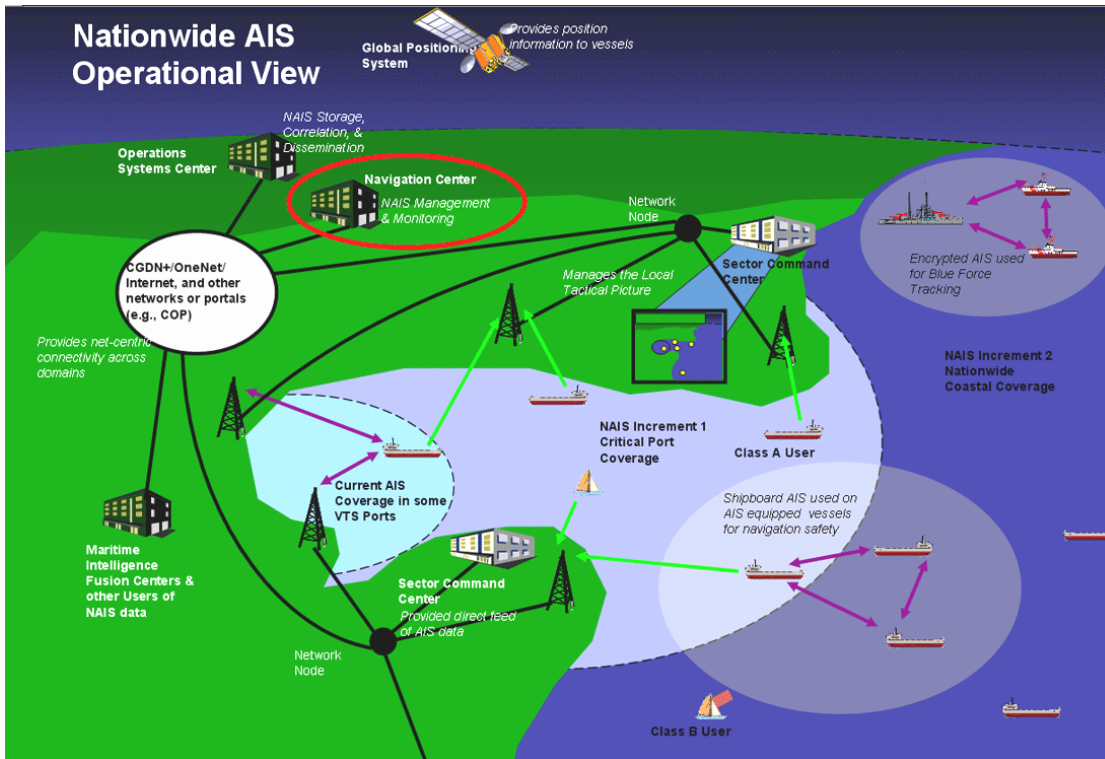 Nationwide AIS
Operational View
Global Positioning
System
Provides position
information to vessels
NAIS Storage,
Correlation, &
Dissemination
Operations
Systems Center
Navigation Center
NAIS Management
& Monitoring
Network
Node
Sector Command
Center
Manages the Local
Tactical Picture
Encrypted AIS used
for Blue Force
Tracking
CGDN+/OneNet/
Internet, and other
networks or portals
(e.g., COP)
Provides net-centric
connectivity across
domains
NAIS Increment 2
Nationwide
Coastal Coverage
NAIS Increment 1
Critical Port
Coverage
Class A User
Current AIS
Coverage in some
VTS Ports
Shipboard AIS used on
AIS equipped vessels
for navigation safety
Maritime
Intelligence
Fusion Centers &
other Users of
NAIS data
Sector Command
Center
Provided direct feed
of AIS data
Network
Node
Class B User